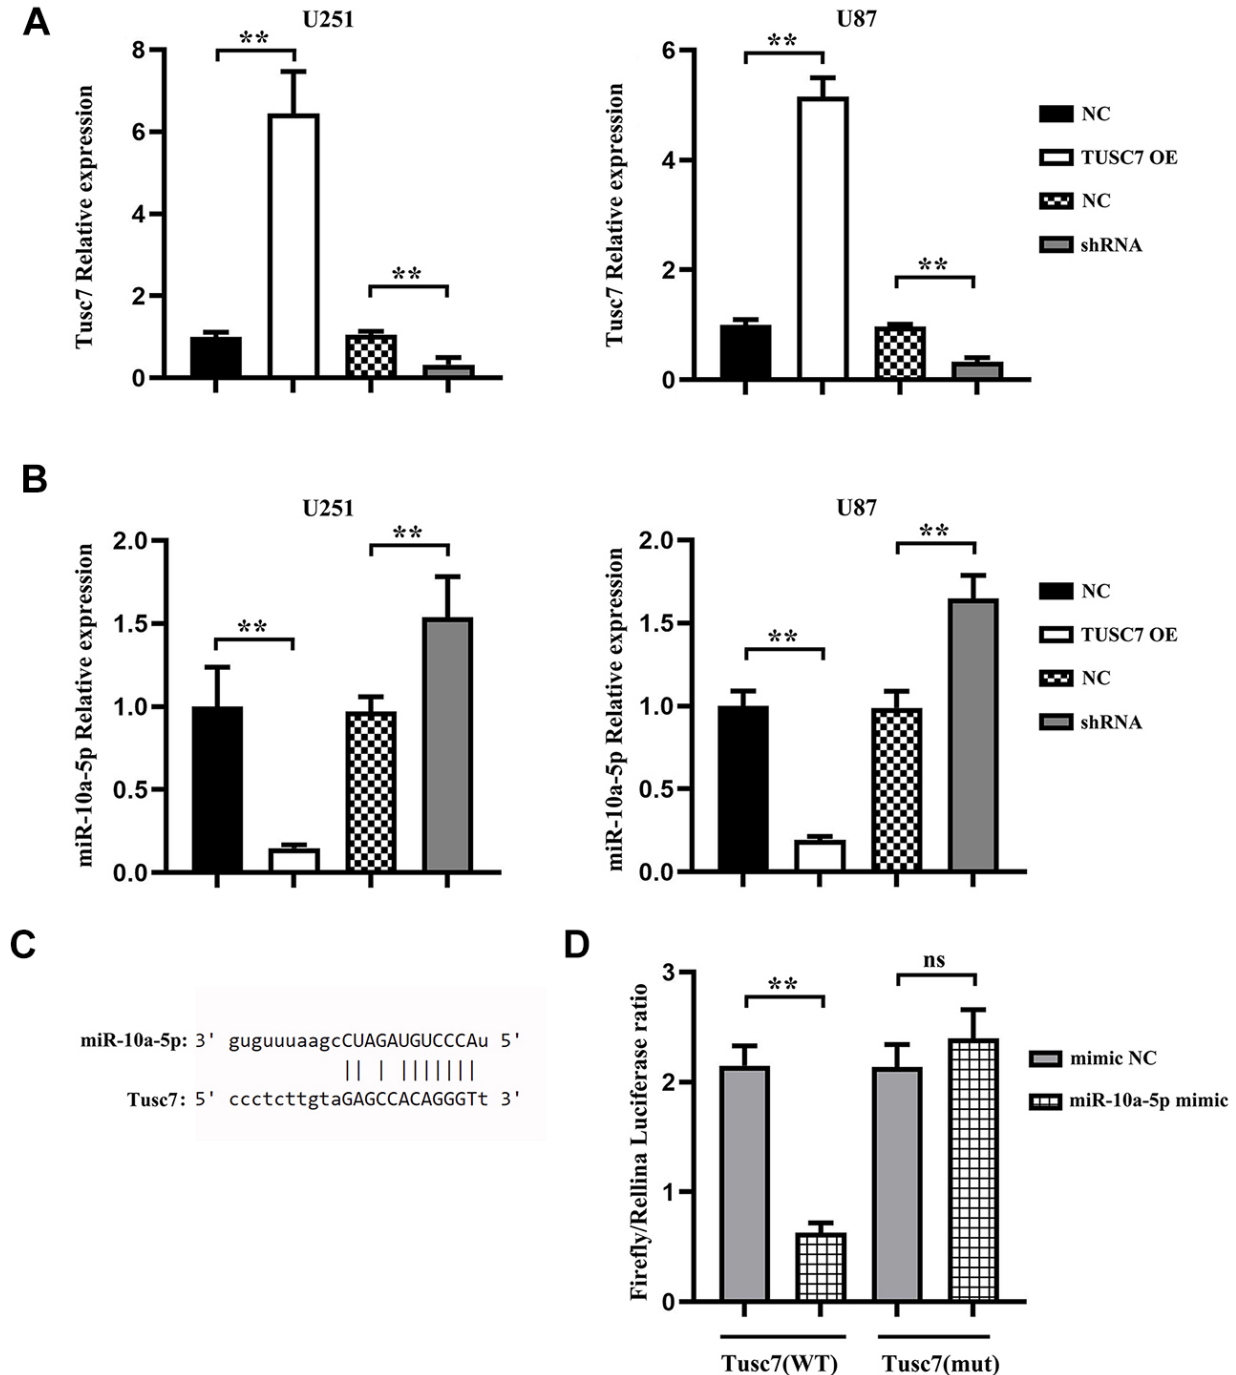 A
U251
Tusc7 Relative expression
8
6
4
2
0
**
**
U87
Tusc7 Relative expression
6
4
2
0
**
**
NC
TUSC7 OE
NC
shRNA
B
U251
miR-10a-5p Relative expression
2.0
1.5
1.0
0.5
0.0
**
**
U87
miR-10a-5p Relative expression
2.0
1.5
1.0
0.5
0.0
**
**
NC
TUSC7 OE
NC
shRNA
C
miR-10a-5p: 3' guguuuaagcCUAGAUGUCCCAu 5'
|| | |||||||
Tusc7: 5' ccctcttgtaGAGCCACAGGGTt 3'
D
Firefly/Rellina Luciferase ratio
3
2
1
0
**
ns
mimic NC
miR-10a-5p mimic
Tusc7(WT) Tusc7(mut)